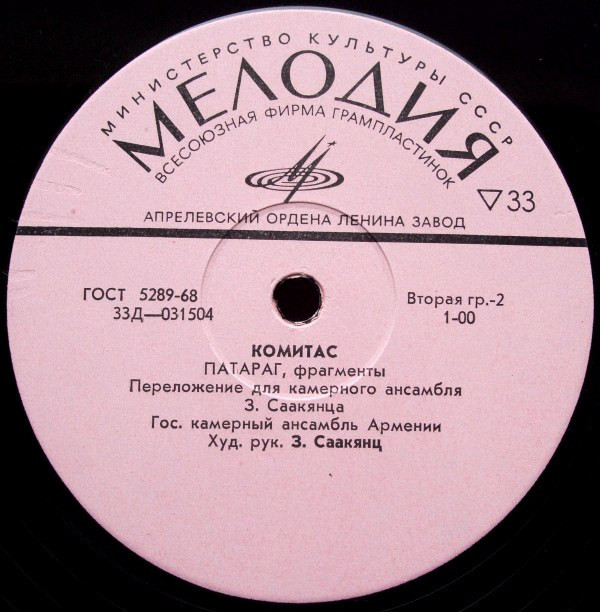 МИНИСТЕРСТВО КУЛЬТУРЫ СССР
МЕЛОДИЯ
ВСЕСОЮЗНАЯ ФИРМА ГРАМПЛАСТИНОК
▽33
АПРЕЛЕВСКИЙ ОРДЕНА ЛЕНИНА ЗАВОД
ГОСТ 5289-68
33Д—031504
Вторая гр.-2
1-00
КОМИТАС
ПАТАРАГ, фрагменты
Переложение для камерного ансамбля
З. Саакянца
Гос. камерный ансамбль Армении
Худ. рук. З. Саакянц